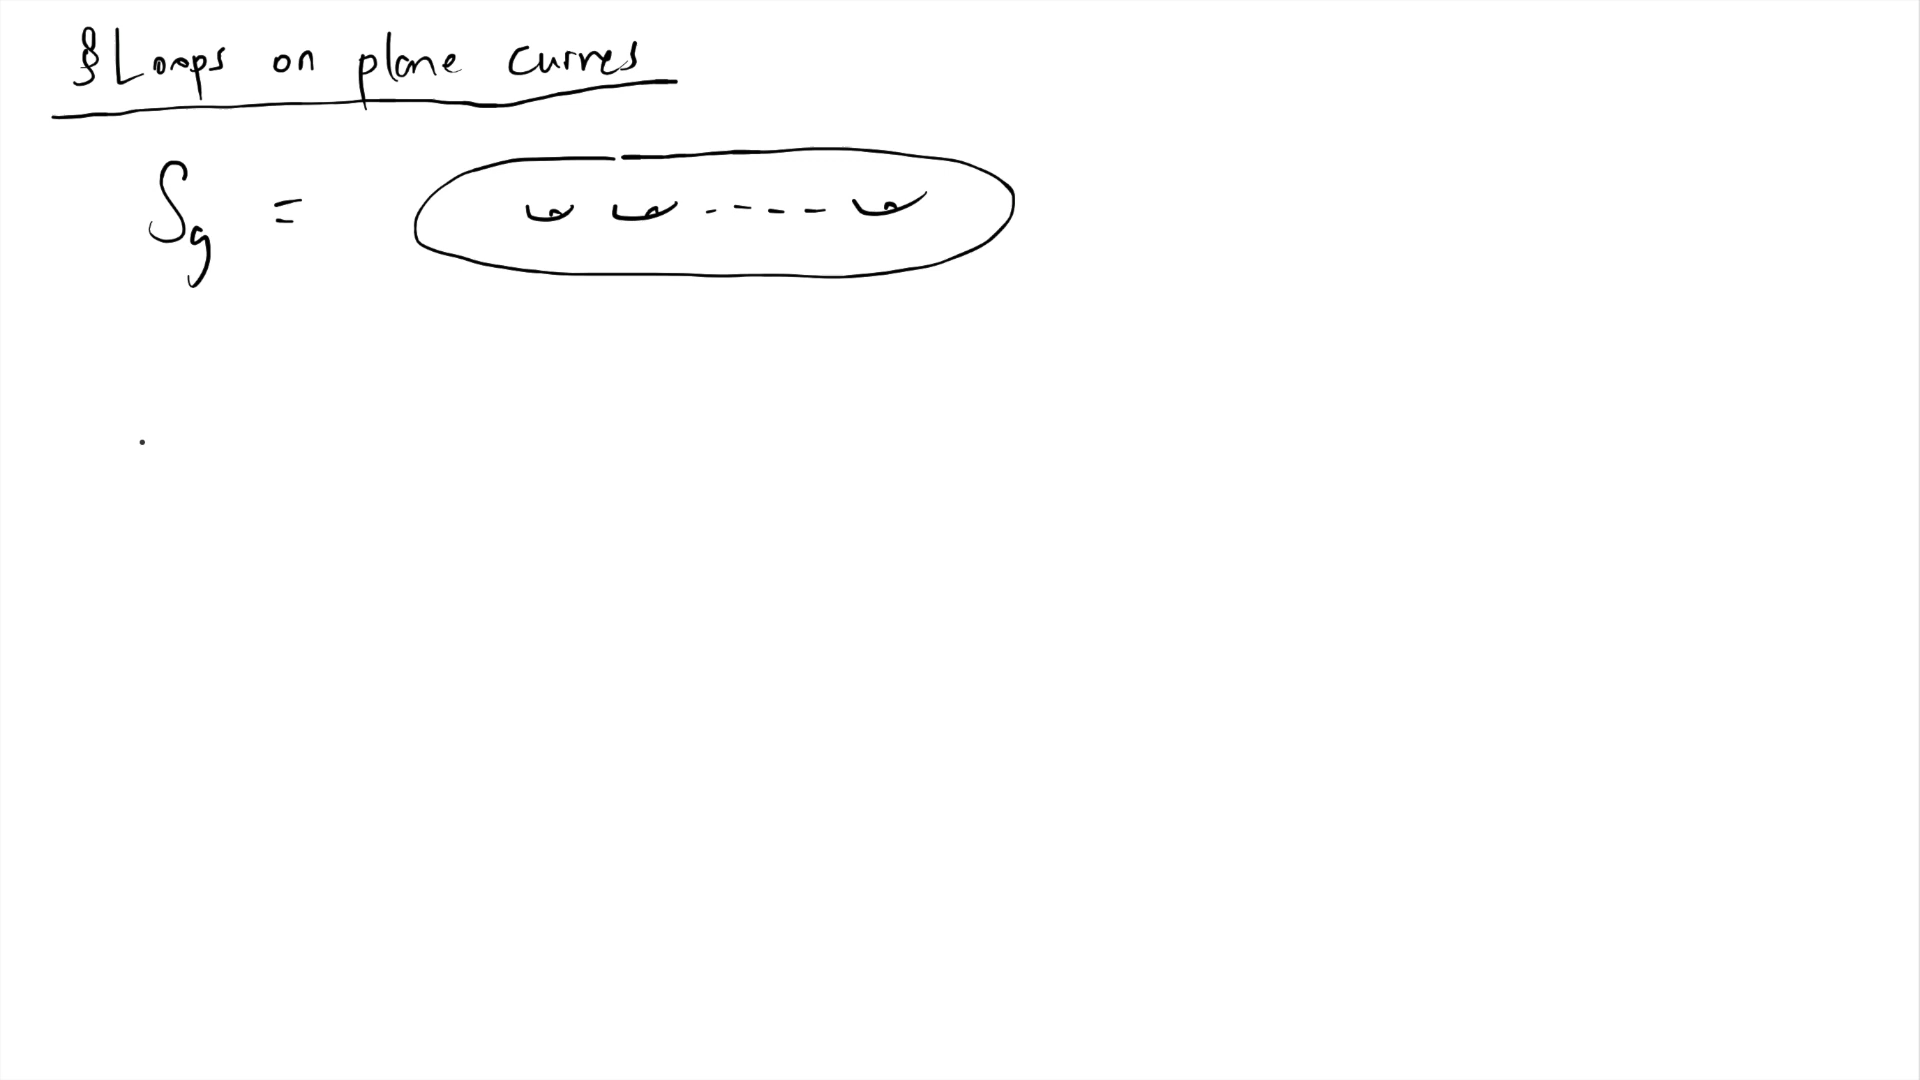 § Loops on plane curves
S_g =